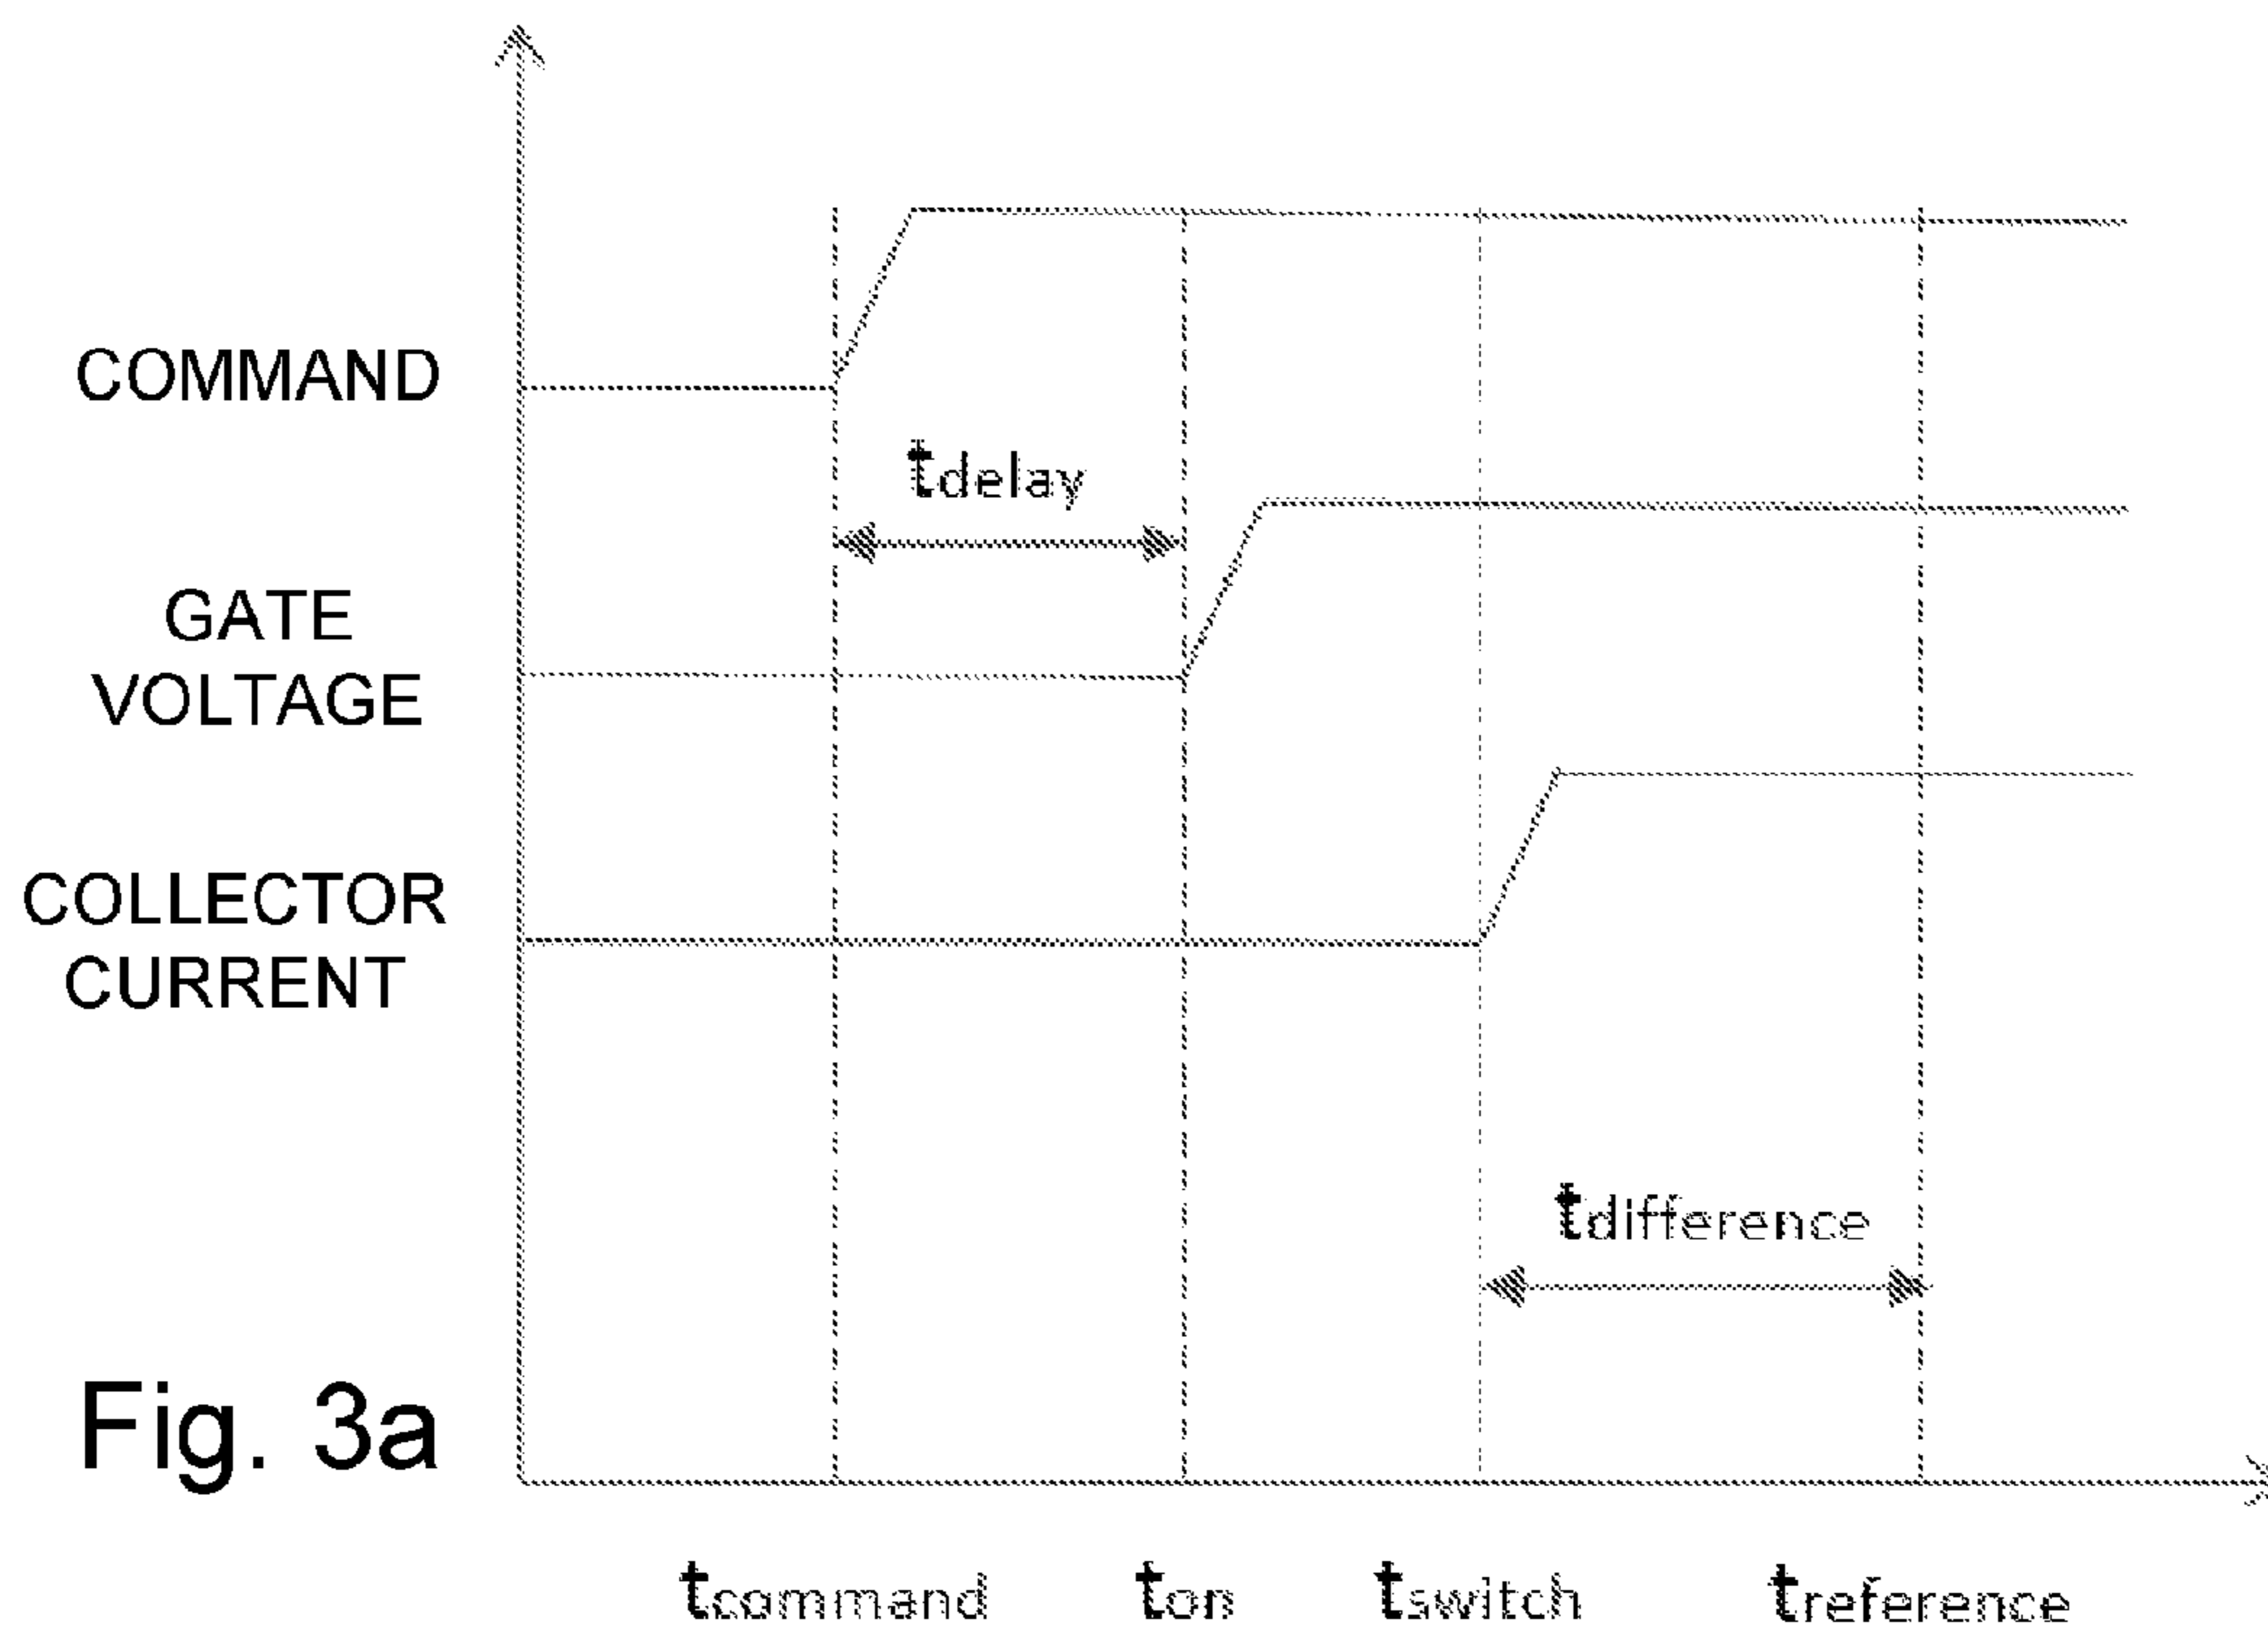 COMMAND
tdelay
GATE
VOLTAGE
COLLECTOR
CURRENT
tdifference
Fig. 3a
tcommand ton tswitch treference